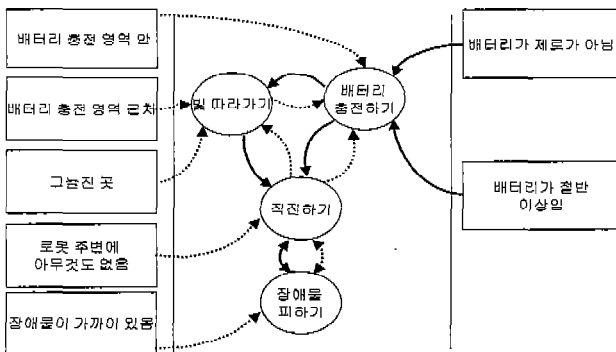 배터리 충전 영역 안
배터리 충전 영역 근처
그늘진 곳
로봇 주변에
아무것도 없음
장애물이 가까이 있음
빛 따라가기
배터리
충전하기
직진하기
장애물
피하기
배터리가 제로가 아님
배터리가 절반
이상임